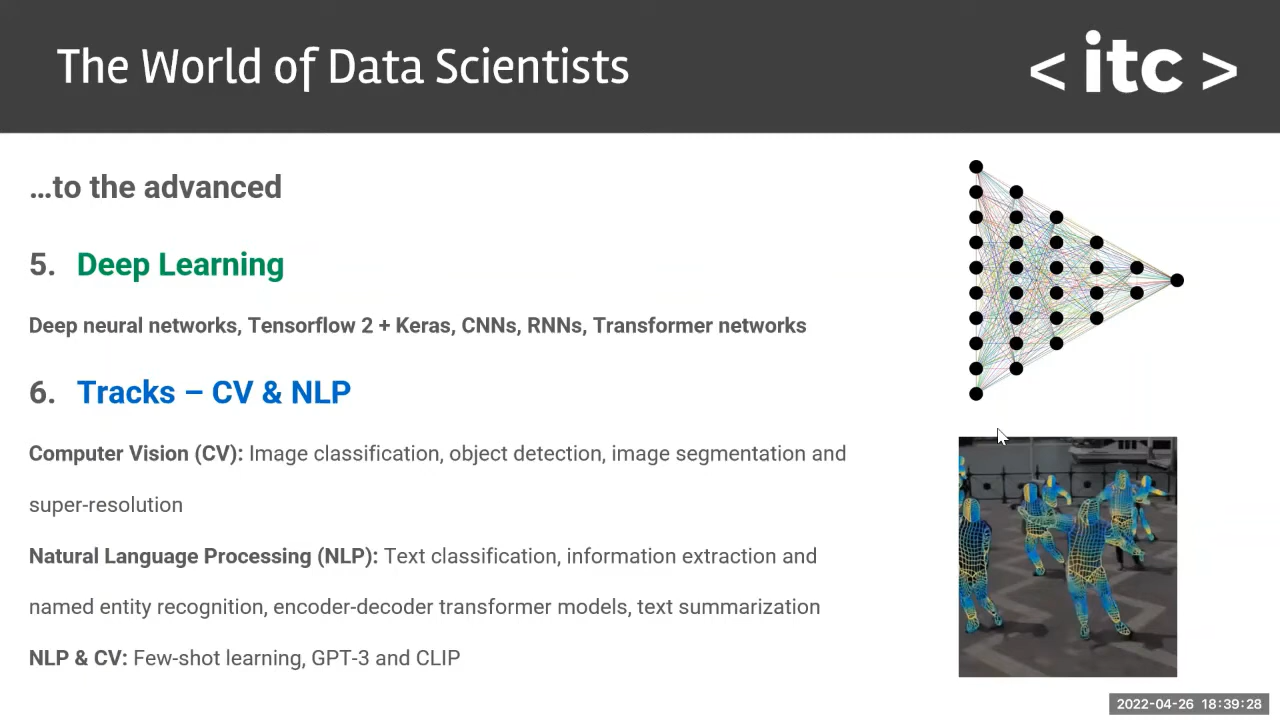 The World of Data Scientists
< itc >
…to the advanced
5. Deep Learning
Deep neural networks, Tensorflow 2 + Keras, CNNs, RNNs, Transformer networks
6. Tracks – CV & NLP
Computer Vision (CV): Image classification, object detection, image segmentation and
super-resolution
Natural Language Processing (NLP): Text classification, information extraction and
named entity recognition, encoder-decoder transformer models, text summarization
NLP & CV: Few-shot learning, GPT-3 and CLIP
2022-04-26 18:39:28